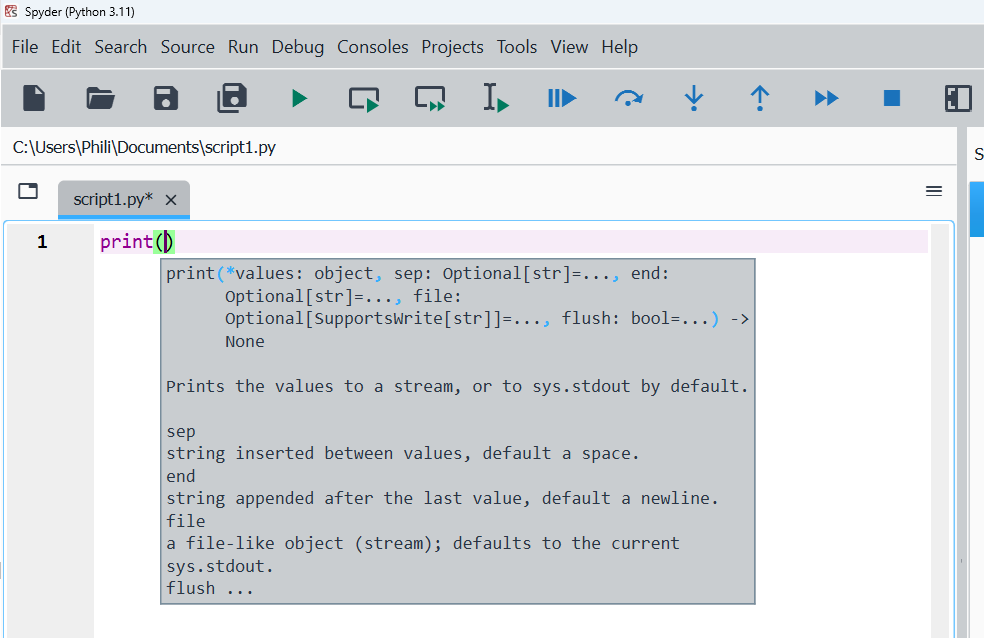 Spyder (Python 3.11)
File Edit Search Source Run Debug Consoles Projects Tools View Help
C:\Users\Phili\Documents\script1.py
S
script1.py*
1 print()
print(*values: object, sep: Optional[str]=..., end:
Optional[str]=..., file:
Optional[SupportsWrite[str]]=..., flush: bool=...) ->
None
Prints the values to a stream, or to sys.stdout by default.
sep
string inserted between values, default a space.
end
string appended after the last value, default a newline.
file
a file-like object (stream); defaults to the current
sys.stdout.
flush ...